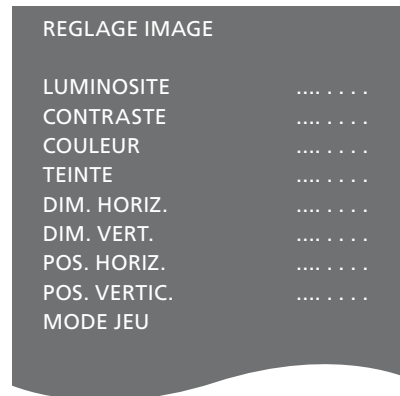 REGLAGE IMAGE
LUMINOSITE .... . . . .
CONTRASTE .... . . . .
COULEUR .... . . . .
TEINTE .... . . . .
DIM. HORIZ. .... . . . .
DIM. VERT. .... . . . .
POS. HORIZ. .... . . . .
POS. VERTIC. .... . . . .
MODE JEU